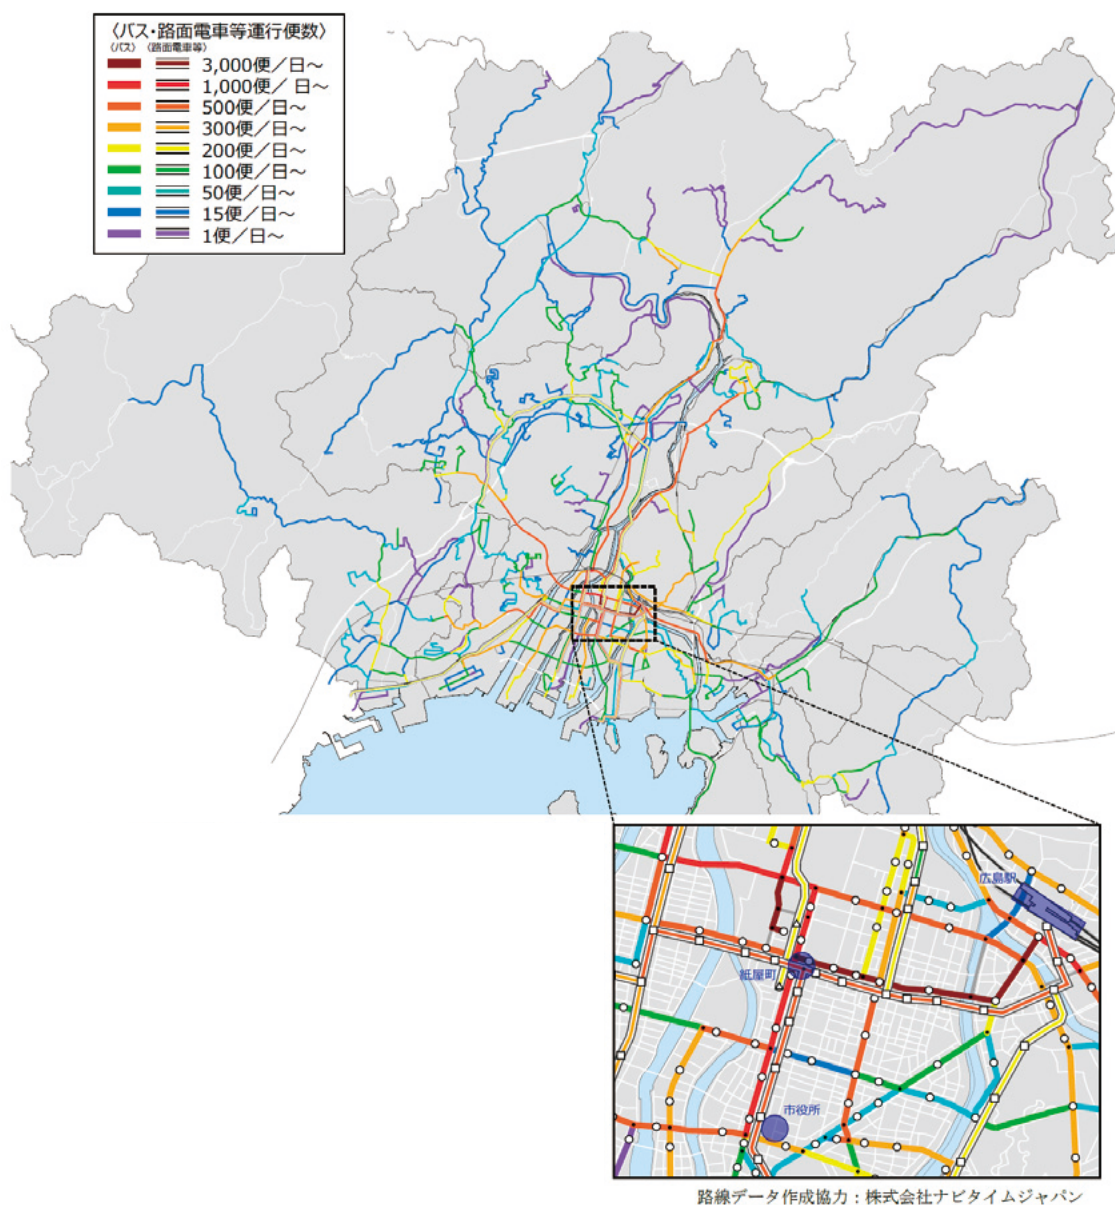 〈バス・路面電車等運行便数〉
〈バス〉 〈路面電車等〉
3,000便／日～
1,000便／ 日～
500便／日～
300便／日～
200便／日～
100便／日～
50便／日～
15便／日～
1便／日～
広島駅
紙屋町
市役所
路線データ作成協力：株式会社ナビタイムジャパン